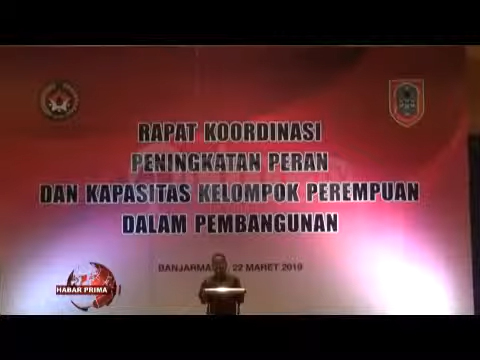 RAPAT KOORDINASI
PENINGKATAN PERAN
DAN KAPASITAS KELOMPOK PEREMPUAN
DALAM PEMBANGUNAN
22 MARET 2019
HABAR PRIMA